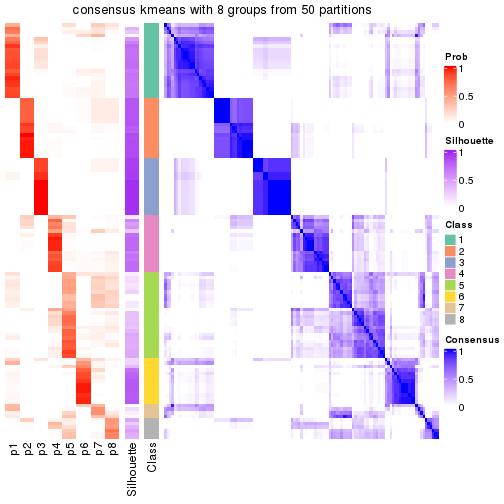 consensus kmeans with 8 groups from 50 partitions
Prob
1
0.5
0
Silhouette
1
0.5
0
Class
1
2
3
4
5
6
7
8
Consensus
1
0.5
0
p1
p2
p3
p4
p5
p6
p7
p8
Silhouette
Class